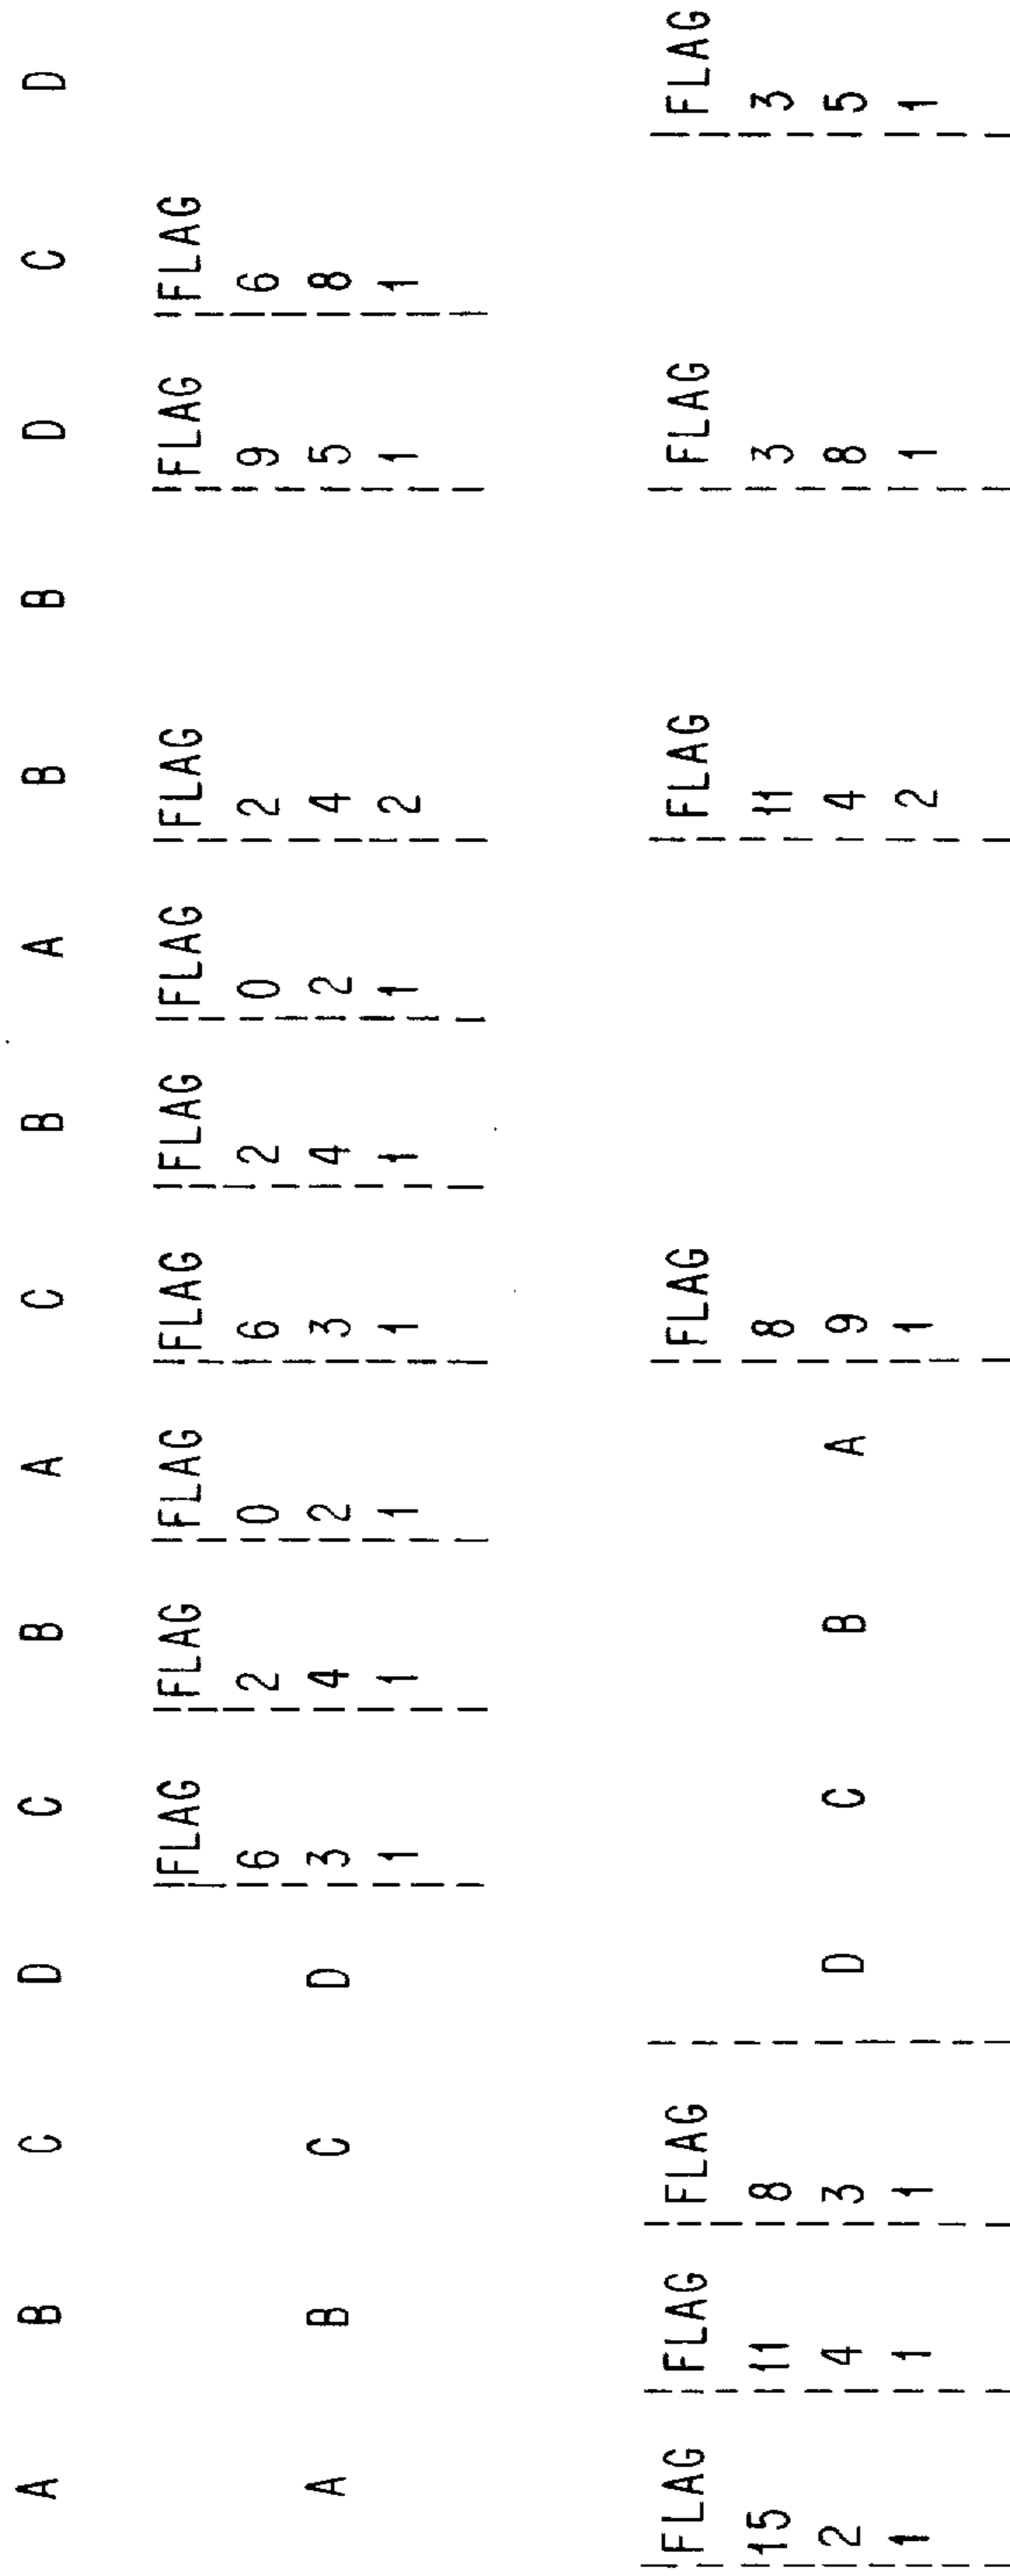 A B C D C B A C B A B B D C D
FLAG FLAG FLAG FLAG FLAG FLAG FLAG FLAG FLAG
6 2 0 6 2 0 2 9 6
A B C D 3 4 2 3 4 2 4 5 8
1 1 1 1 1 1 2 1 1
FLAG FLAG FLAG FLAG FLAG FLAG FLAG
15 11 8 8 11 3 3
2 4 3 D C B A 9 4 8 5
1 1 1 1 2 1 1